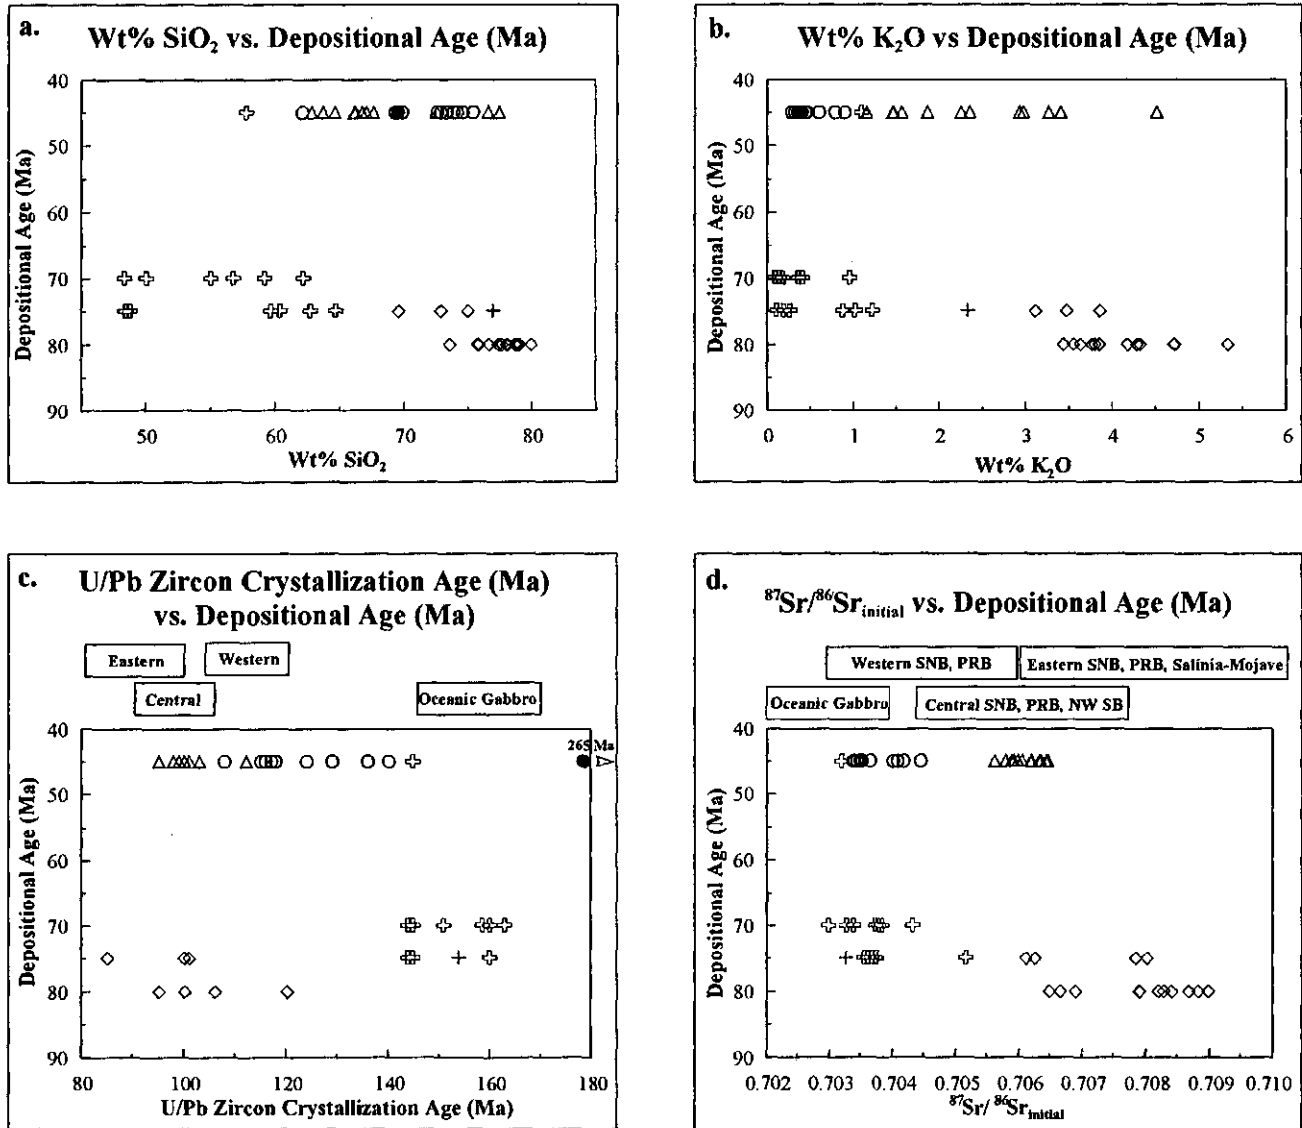 a.
Wt% SiO₂ vs. Depositional Age (Ma)
Depositional Age (Ma)
40
50
60
70
80
90
50 60 70 80
Wt% SiO₂
b.
Wt% K₂O vs Depositional Age (Ma)
Depositional Age (Ma)
40
50
60
70
80
90
0 1 2 3 4 5 6
Wt% K₂O
c.
U/Pb Zircon Crystallization Age (Ma)
vs. Depositional Age (Ma)
Eastern Western
Central Oceanic Gabbro
265 Ma
Depositional Age (Ma)
40
50
60
70
80
90
80 100 120 140 160 180
U/Pb Zircon Crystallization Age (Ma)
d.
⁸⁷Sr/⁸⁶Sr initial vs. Depositional Age (Ma)
Western SNB, PRB Eastern SNB, PRB, Salinia-Mojave
Oceanic Gabbro Central SNB, PRB, NW SB
Depositional Age (Ma)
40
50
60
70
80
90
0.702 0.703 0.704 0.705 0.706 0.707 0.708 0.709 0.710
⁸⁷Sr/ ⁸⁶Sr initial